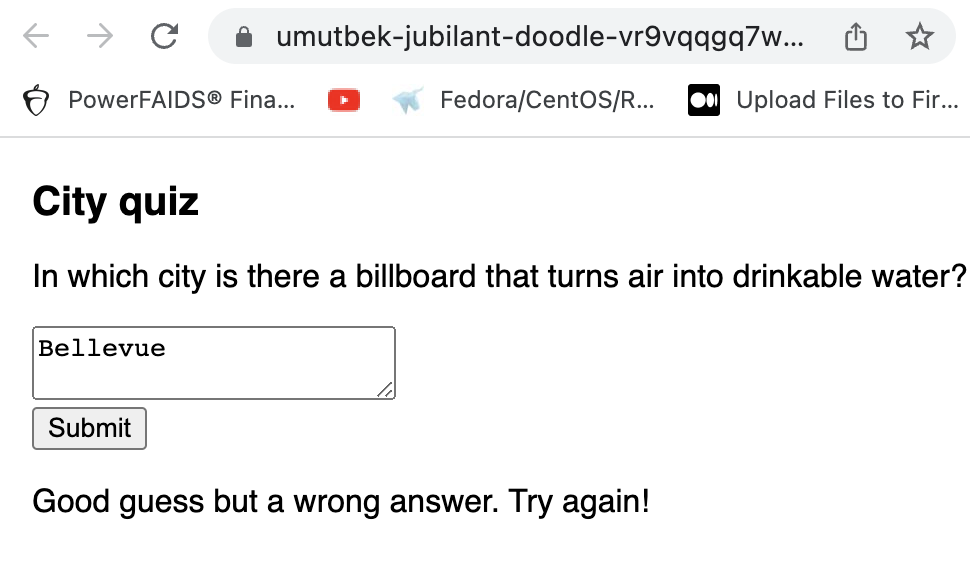 umutbek-jubilant-doodle-vr9vqqgq7w...
PowerFAIDS® Fina... Fedora/CentOS/R... Upload Files to Fir...
City quiz
In which city is there a billboard that turns air into drinkable water?
Bellevue
Submit
Good guess but a wrong answer. Try again!